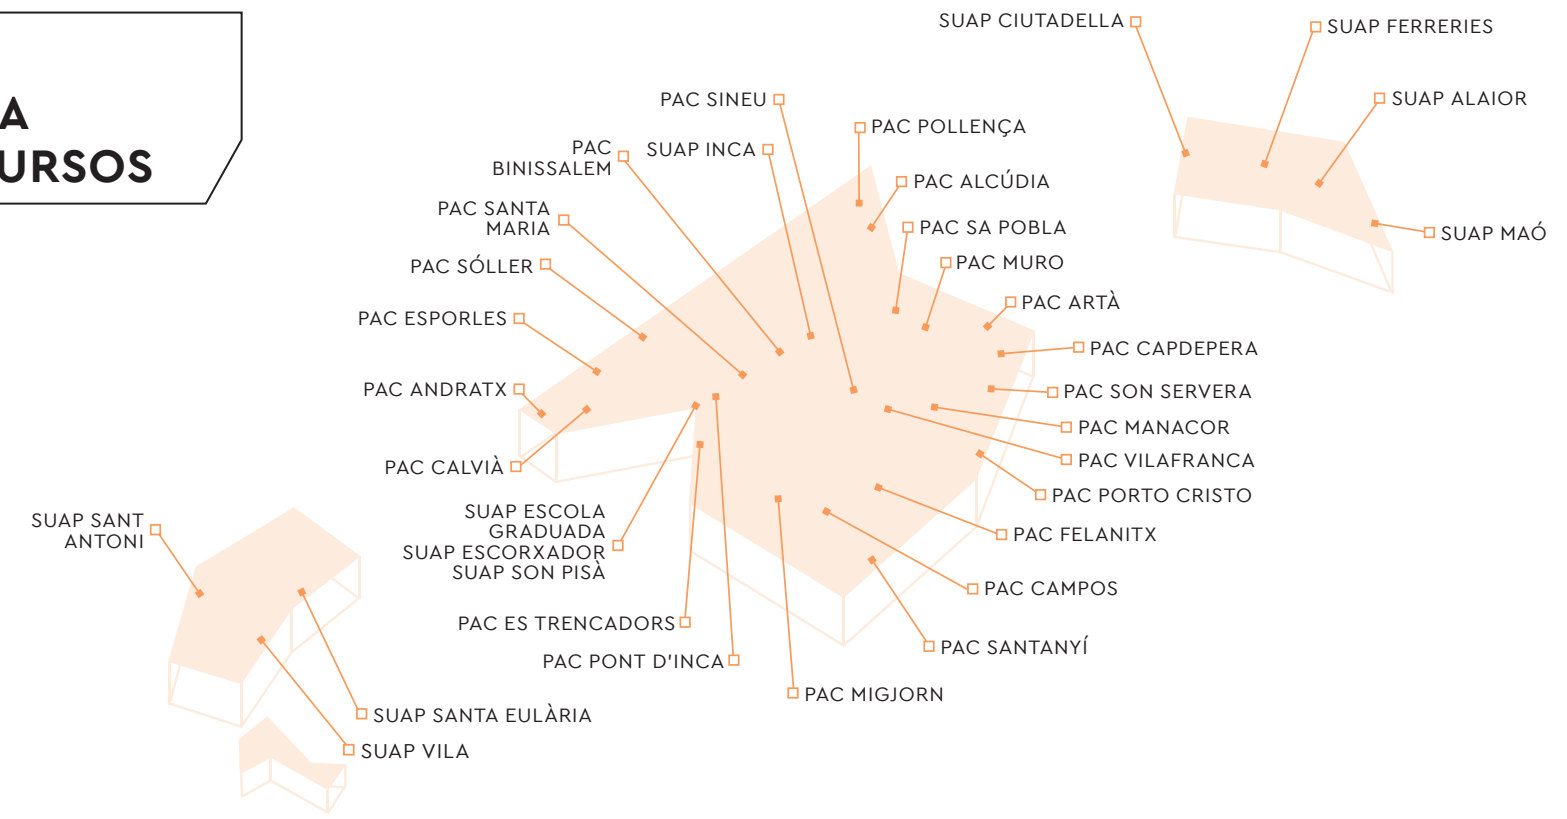 A
URSOS
SUAP CIUTADELLA
SUAP FERRERIES
SUAP ALAIOR
SUAP MAÓ
PAC SINEU
PAC POLLENÇA
PAC
BINISSALEM
SUAP INCA
PAC ALCÚDIA
PAC SANTA
MARIA
PAC SA POBLA
PAC SÓLLER
PAC MURO
PAC ESPORLES
PAC ARTÀ
PAC CAPDEPERA
PAC ANDRATX
PAC SON SERVERA
PAC MANACOR
PAC CALVIÀ
PAC VILAFRANCA
PAC PORTO CRISTO
SUAP ESCOLA
GRADUADA
SUAP ESCORXADOR
SUAP SON PISÀ
PAC FELANITX
SUAP SANT
ANTONI
PAC CAMPOS
PAC ES TRENCADORS
PAC SANTANYÍ
PAC PONT D'INCA
PAC MIGJORN
SUAP SANTA EULÀRIA
SUAP VILA